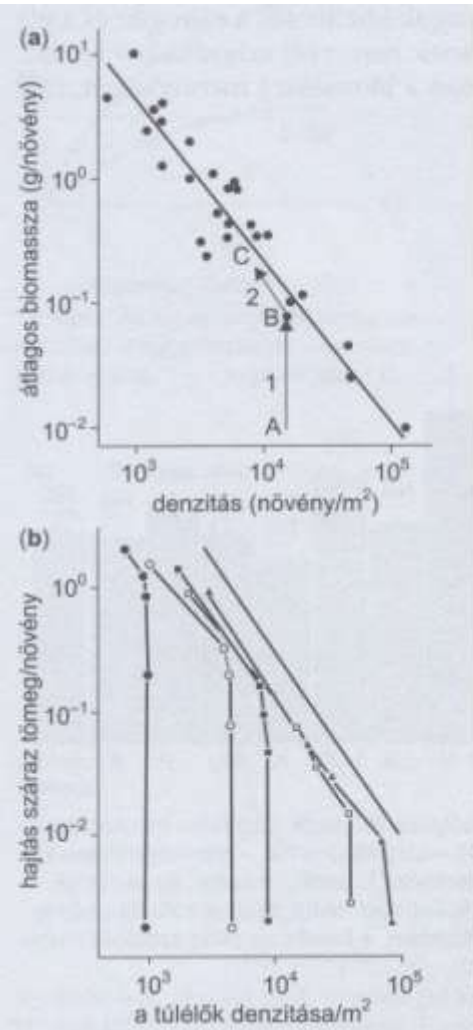 (a)
átlagos biomassza (g/növény)
10¹
10⁰
10⁻¹
10⁻²
C
2
B
1
A
10³ 10⁴ 10⁵
denzitás (növény/m²)
(b)
hajtás száraz tömeg/növény
10⁰
10⁻¹
10⁻²
10³ 10⁴ 10⁵
a túlélők denzitása/m²